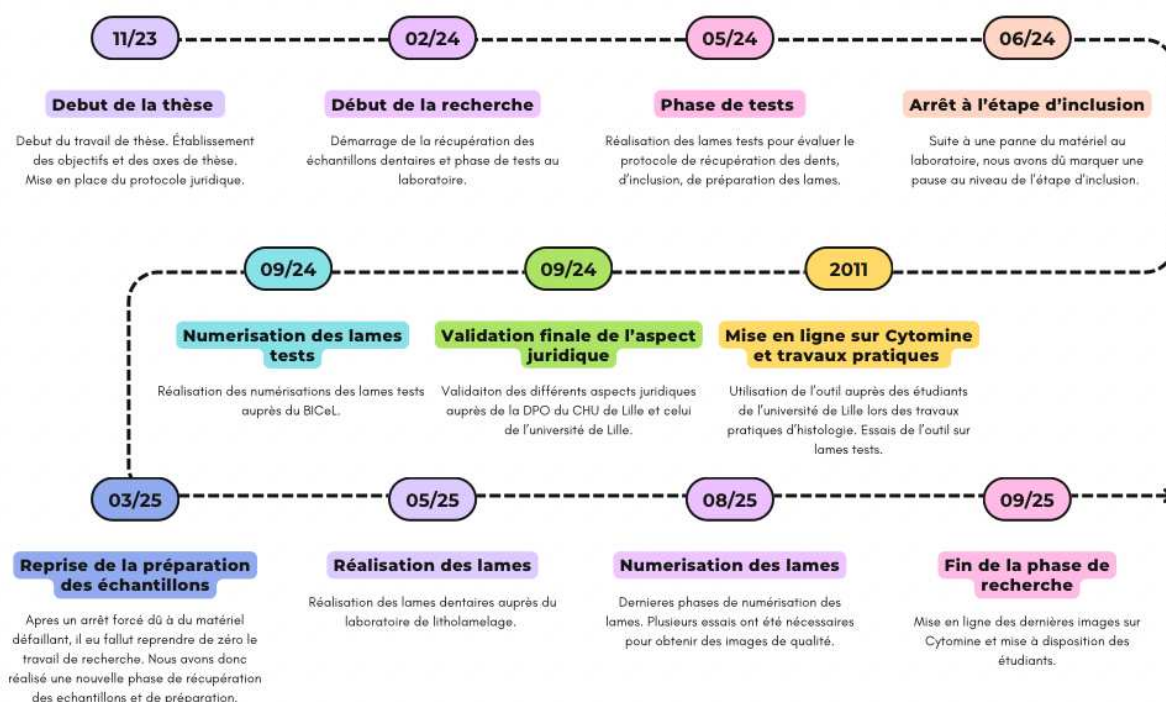 11/23
02/24
05/24
06/24
Debut de la thèse
Début de la recherche
Phase de tests
Arrêt à l'étape d'inclusion
Debut du travail de thèse. Établissement
des objectifs et des axes de thèse.
Mise en place du protocole juridique.
Démarrage de la récupération des
échantillons dentaires et phase de tests au
laboratoire.
Réalisation des lames tests pour évaluer le
protocole de récupération des dents,
d'inclusion, de préparation des lames.
Suite à une panne du matériel au
laboratoire, nous avons dû marquer une
pause au niveau de l'étape d'inclusion.
09/24
09/24
2011
Numerisation des lames
tests
Validation finale de l'aspect
juridique
Mise en ligne sur Cytomine
et travaux pratiques
Réalisation des numérisations des lames tests
auprès du BICeL.
Validaiton des différents aspects juridiques
auprès de la DPO du CHU de Lille et celui
de l'université de Lille.
Utilisation de l'outil auprès des étudiants
de l'université de Lille lors des travaux
pratiques d'histologie. Essais de l'outil sur
lames tests.
03/25
05/25
08/25
09/25
Reprise de la préparation
des échantillons
Réalisation des lames
Numerisation des lames
Fin de la phase de
recherche
Apres un arrêt forcé dû à du matériel
défaillant, il eu fallut reprendre de zéro le
travail de recherche. Nous avons donc
réalisé une nouvelle phase de récupération
des echantillons et de préparation.
Réalisation des lames dentaires auprès du
laboratoire de litholamelage.
Dernieres phases de numérisation des
lames. Plusieurs essais ont été nécessaires
pour obtenir des images de qualité.
Mise en ligne des dernières images sur
Cytomine et mise à disposition des
étudiants.